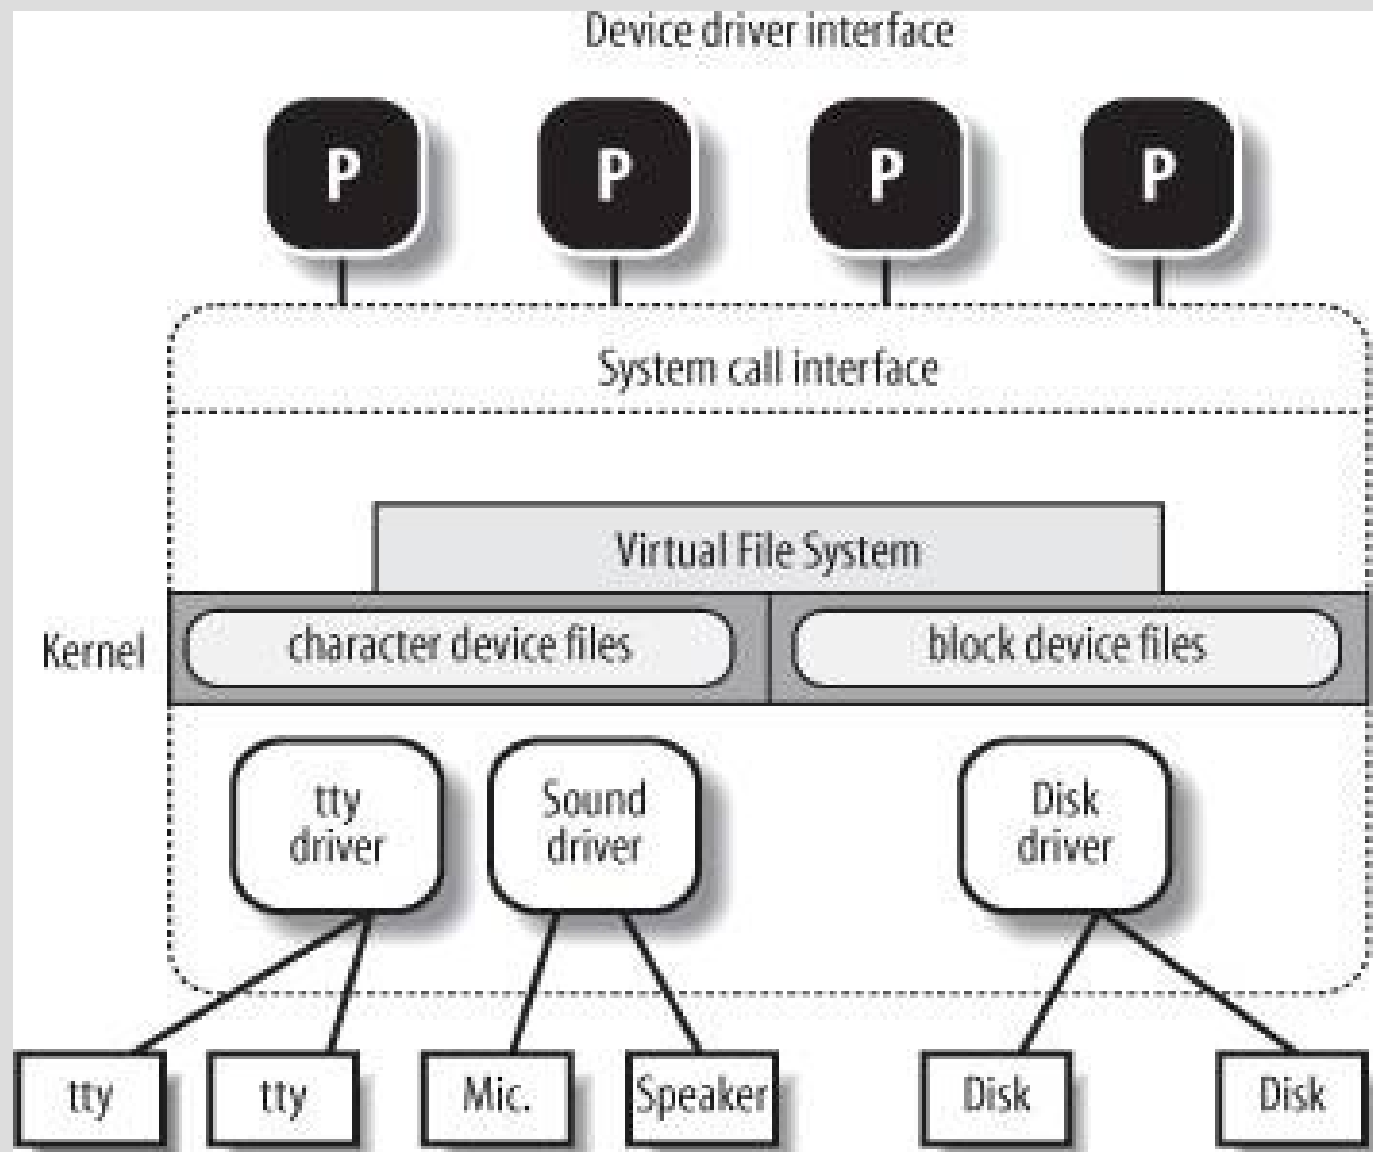 Device driver interface
P P P P
System call interface
Virtual File System
Kernel
character device files
block device files
tty
driver
Sound
driver
Disk
driver
tty
tty
Mic.
Speaker
Disk
Disk